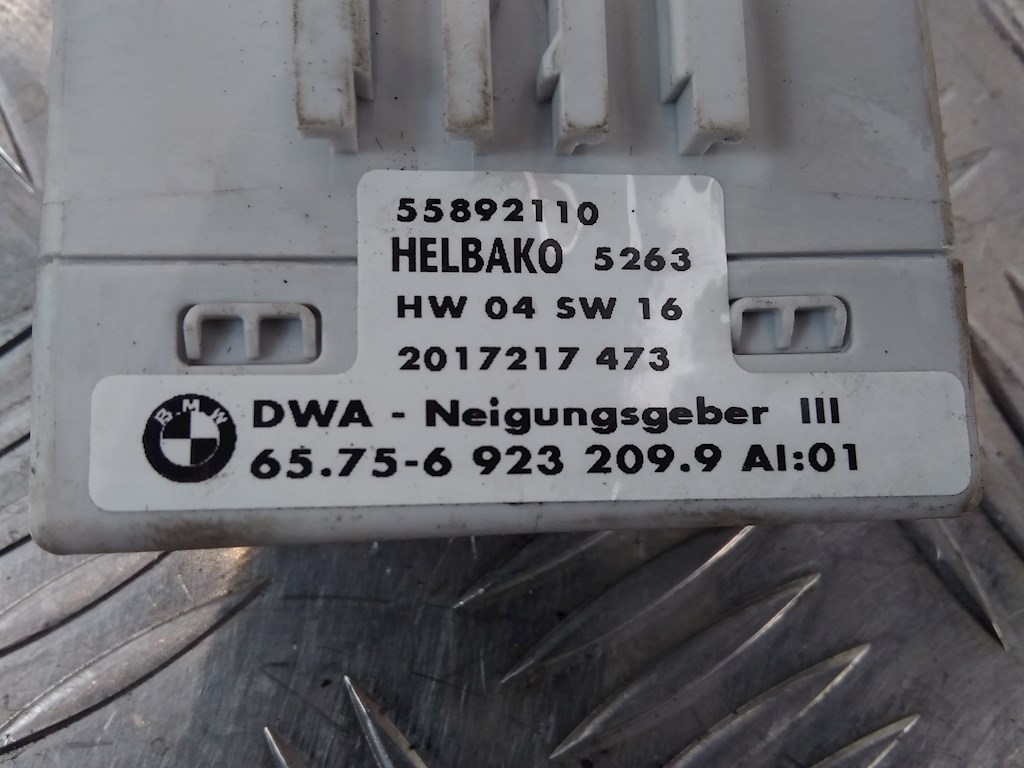 55892110
HELBAKO 5263
HW 04 SW 16
2017217 473
BMW
DWA - Neigungsgeber III
65.75-6 923 209.9 AI:01